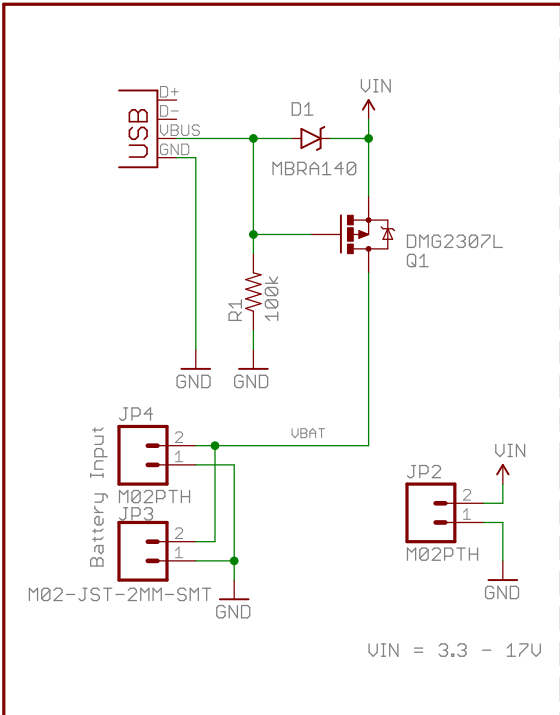 VIN
D+
D-
USB
VBUS
GND
D1
MBRA140
DMG2307L
Q1
R1
100k
GND
GND
JP4
2
1
VBAT
Battery Input
M02PTH
JP3
2
1
M02-JST-2MM-SMT
GND
VIN
JP2
2
1
M02PTH
GND
VIN = 3.3 - 17V